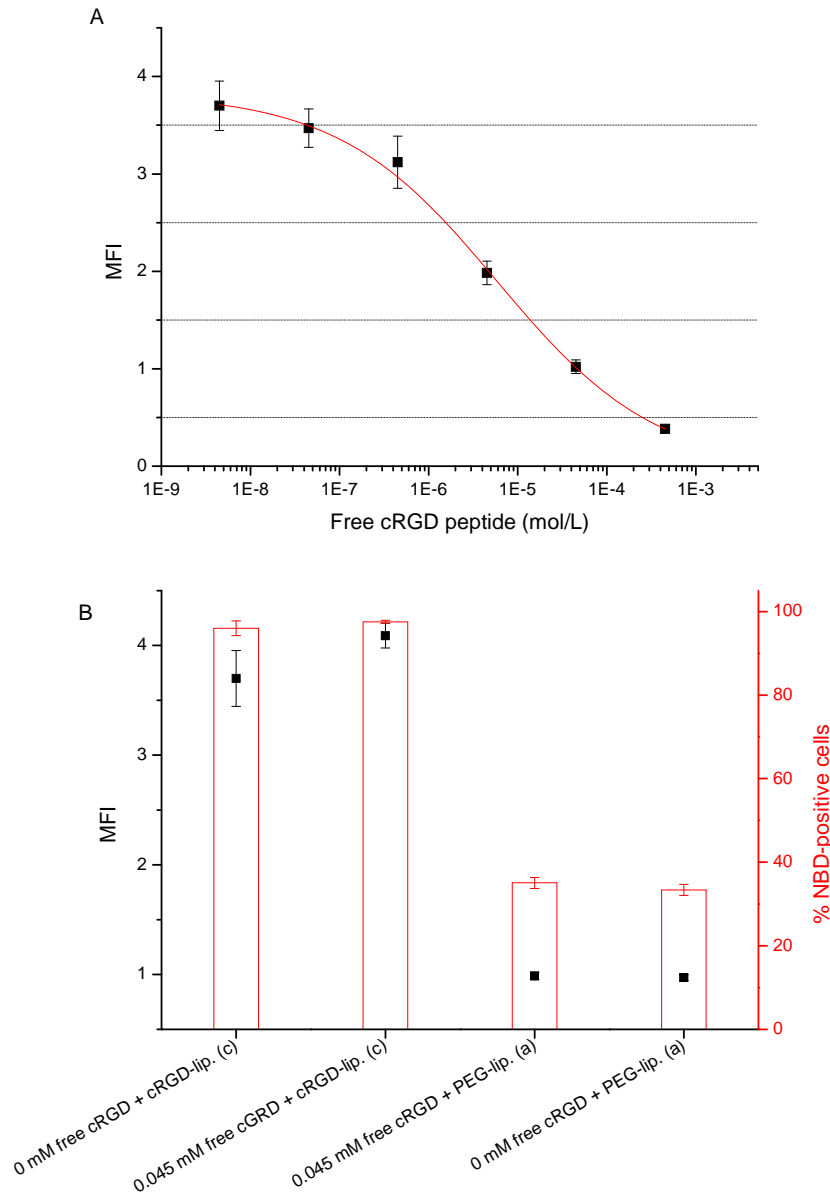 A
4
3
2
1
0
MFI
1E-9 1E-8 1E-7 1E-6 1E-5 1E-4 1E-3
Free cRGD peptide (mol/L)
B
4
3
2
1
MFI
100
80
60
40
20
0
% NBD-positive cells
0 mM free cRGD + cRGD-lip. (c)
0.045 mM free cGRD + cRGD-lip. (c)
0.045 mM free cRGD + PEG-lip. (a)
0 mM free cRGD + PEG-lip. (a)